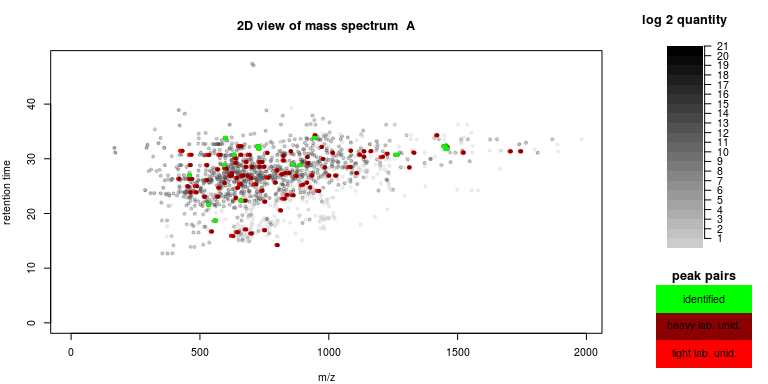 2D view of mass spectrum  A
log 2 quantity
21
20
19
18
17
16
15
14
13
12
11
10
9
8
7
6
5
4
3
2
1
retention time
40
30
20
10
0
0 500 1000 1500 2000
m/z
peak pairs
identified
heavy lab. unid.
light lab. unid.